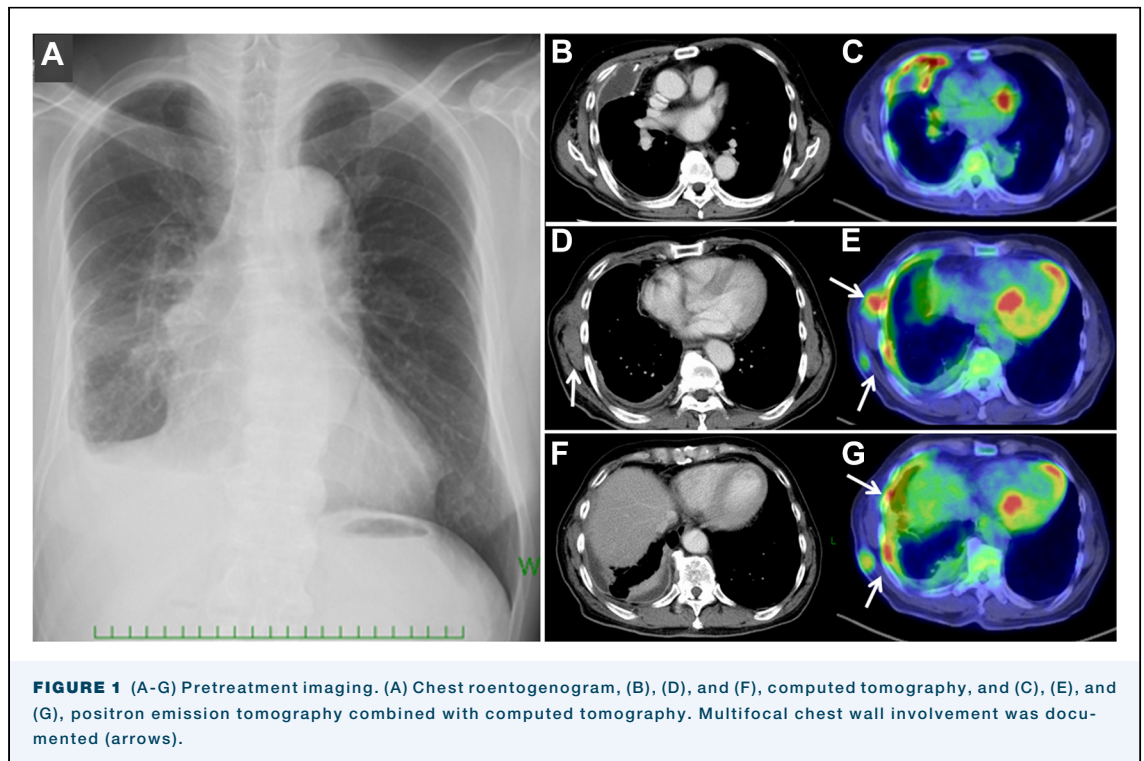 A
B
C
D
E
F
G
W
L
FIGURE 1 (A-G) Pretreatment imaging. (A) Chest roentogenogram, (B), (D), and (F), computed tomography, and (C), (E), and
(G), positron emission tomography combined with computed tomography. Multifocal chest wall involvement was docu-
mented (arrows).